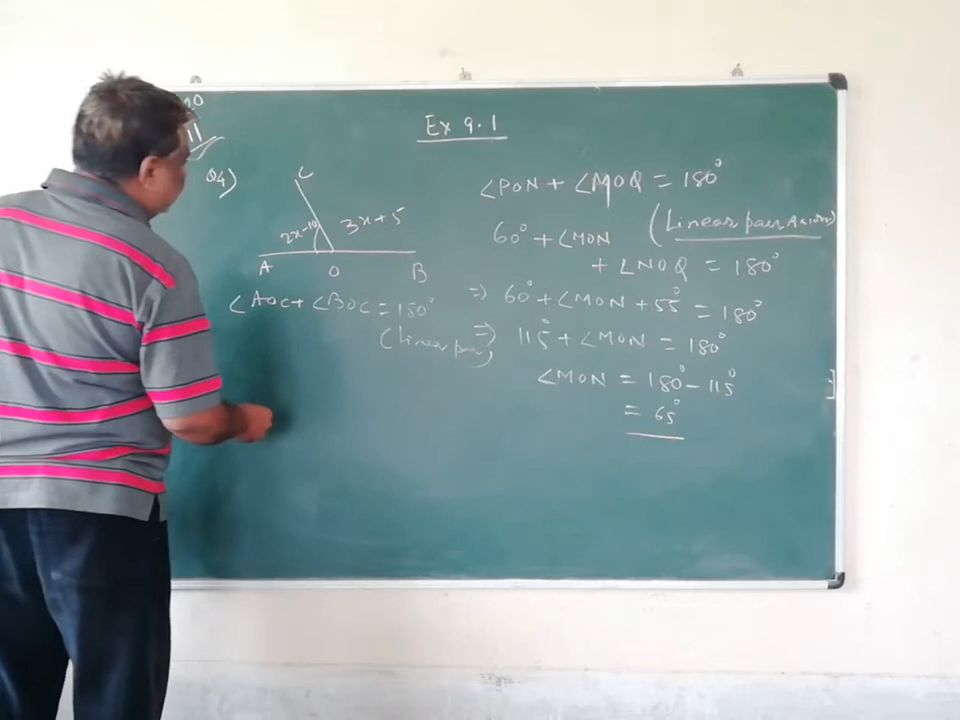 Ex 9.1
Q4)
C
2x-10 3x+5
A O B
∠AOC + ∠BOC = 180°
(Linear pair)
∠PON + ∠MOQ = 180°
(Linear pair Axiom)
60° + ∠MON
+ ∠NOQ = 180°
⇒ 60° + ∠MON + 55° = 180°
⇒ 115° + ∠MON = 180°
∠MON = 180° - 115°
= 65°